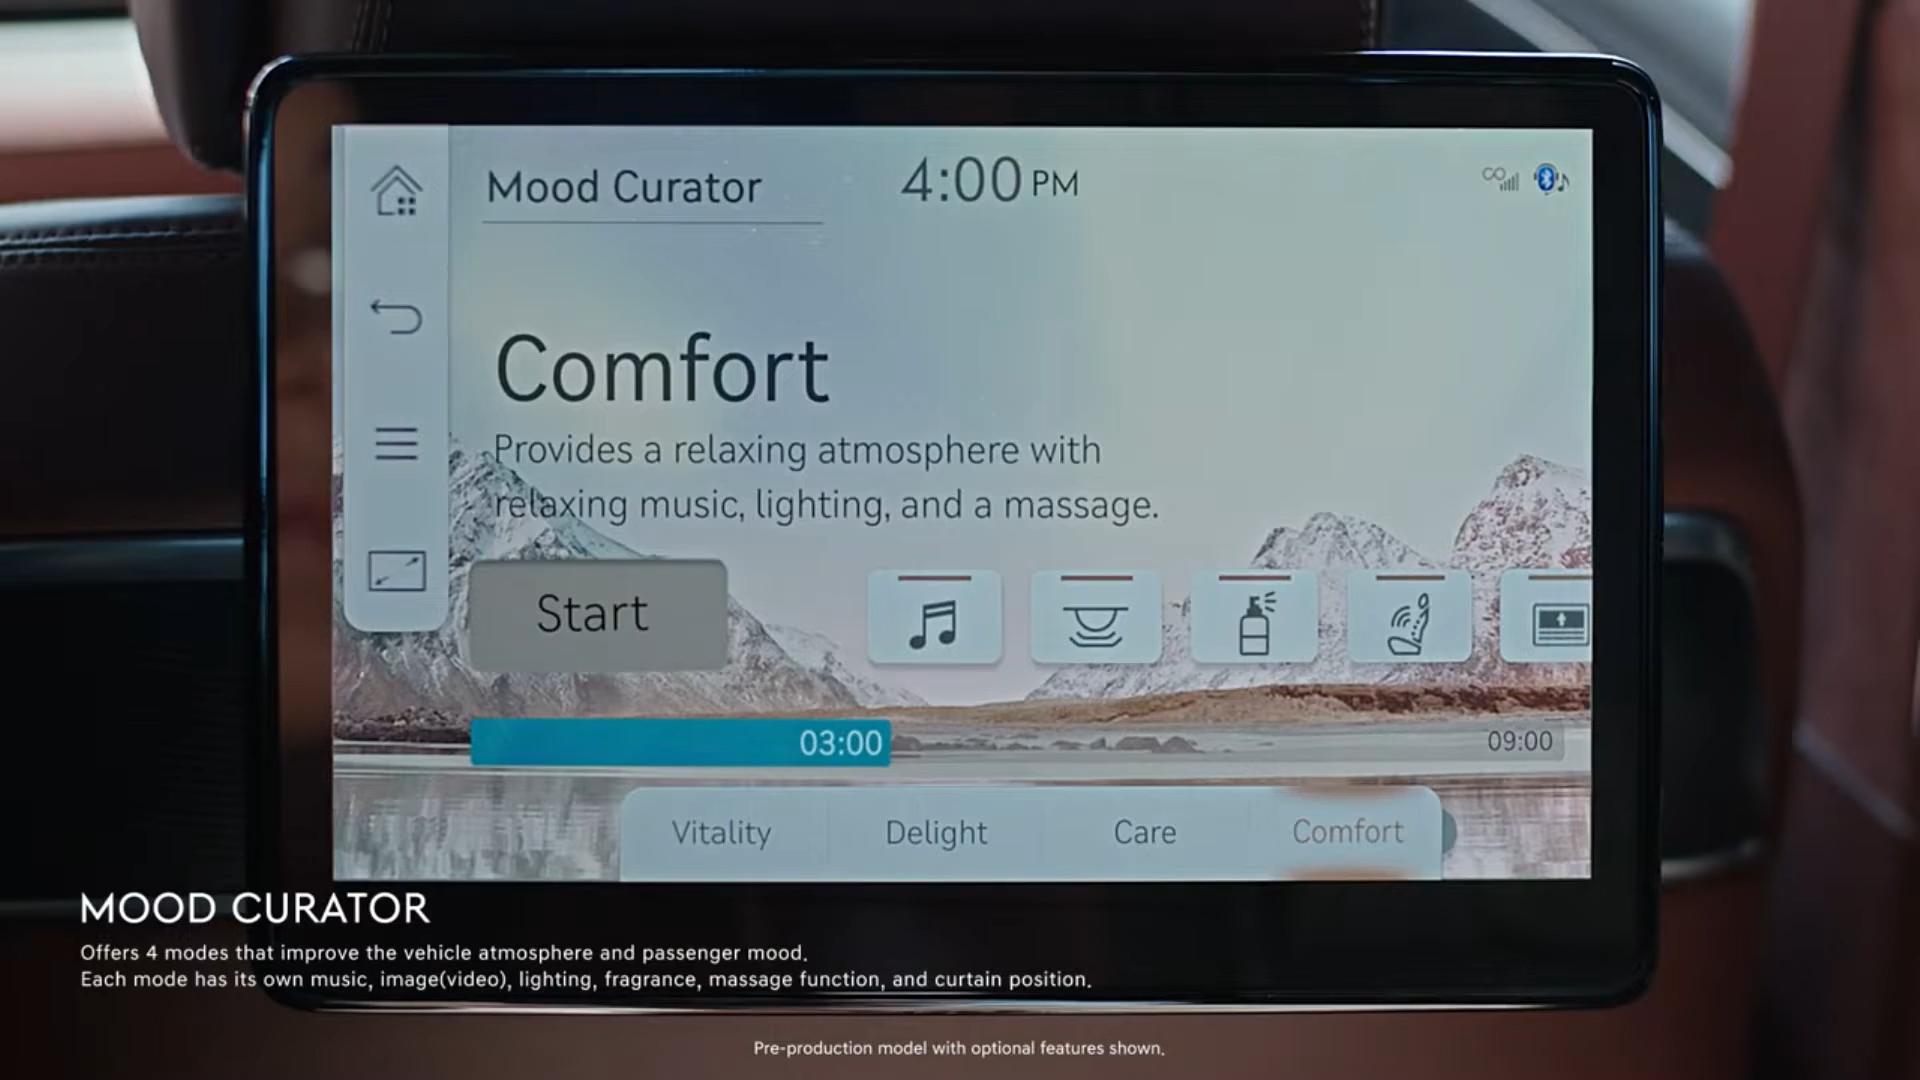 Mood Curator
4:00 PM
Comfort
Provides a relaxing atmosphere with
relaxing music, lighting, and a massage.
Start
03:00
09:00
Vitality
Delight
Care
Comfort
MOOD CURATOR
Offers 4 modes that improve the vehicle atmosphere and passenger mood.
Each mode has its own music, image(video), lighting, fragrance, massage function, and curtain position.
Pre-production model with optional features shown.